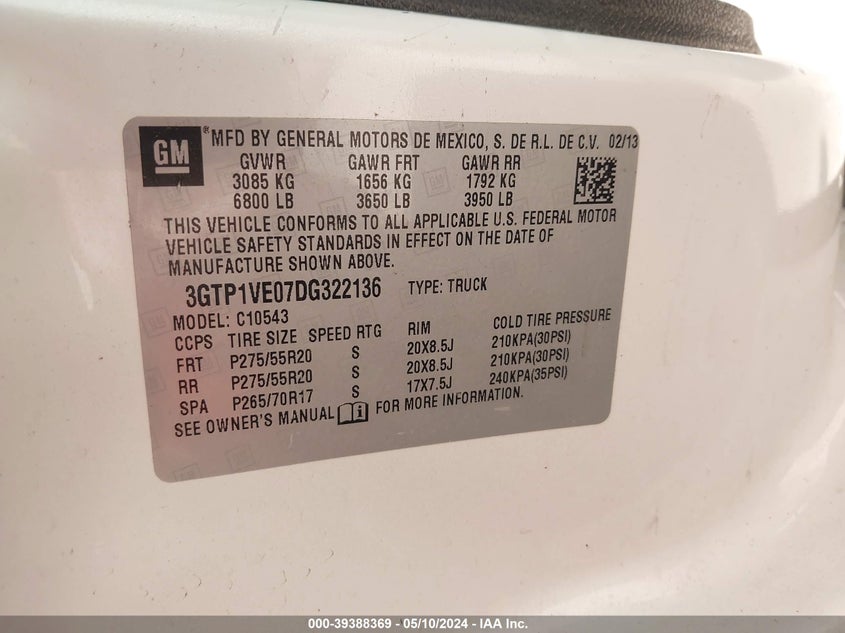 GM ® MFD BY GENERAL MOTORS DE MEXICO, S. DE R.L. DE C.V. 02/13
GVWR GAWR FRT GAWR RR
3085 KG 1656 KG 1792 KG
6800 LB 3650 LB 3950 LB
THIS VEHICLE CONFORMS TO ALL APPLICABLE U.S. FEDERAL MOTOR
VEHICLE SAFETY STANDARDS IN EFFECT ON THE DATE OF
MANUFACTURE SHOWN ABOVE.
3GTP1VE07DG322136 TYPE: TRUCK
MODEL: C10543
CCPS TIRE SIZE SPEED RTG RIM COLD TIRE PRESSURE
FRT P275/55R20 S 20X8.5J 210KPA(30PSI)
RR P275/55R20 S 20X8.5J 210KPA(30PSI)
SPA P265/70R17 S 17X7.5J 240KPA(35PSI)
SEE OWNER'S MANUAL FOR MORE INFORMATION.
000-39388369 - 05/10/2024 - IAA Inc.